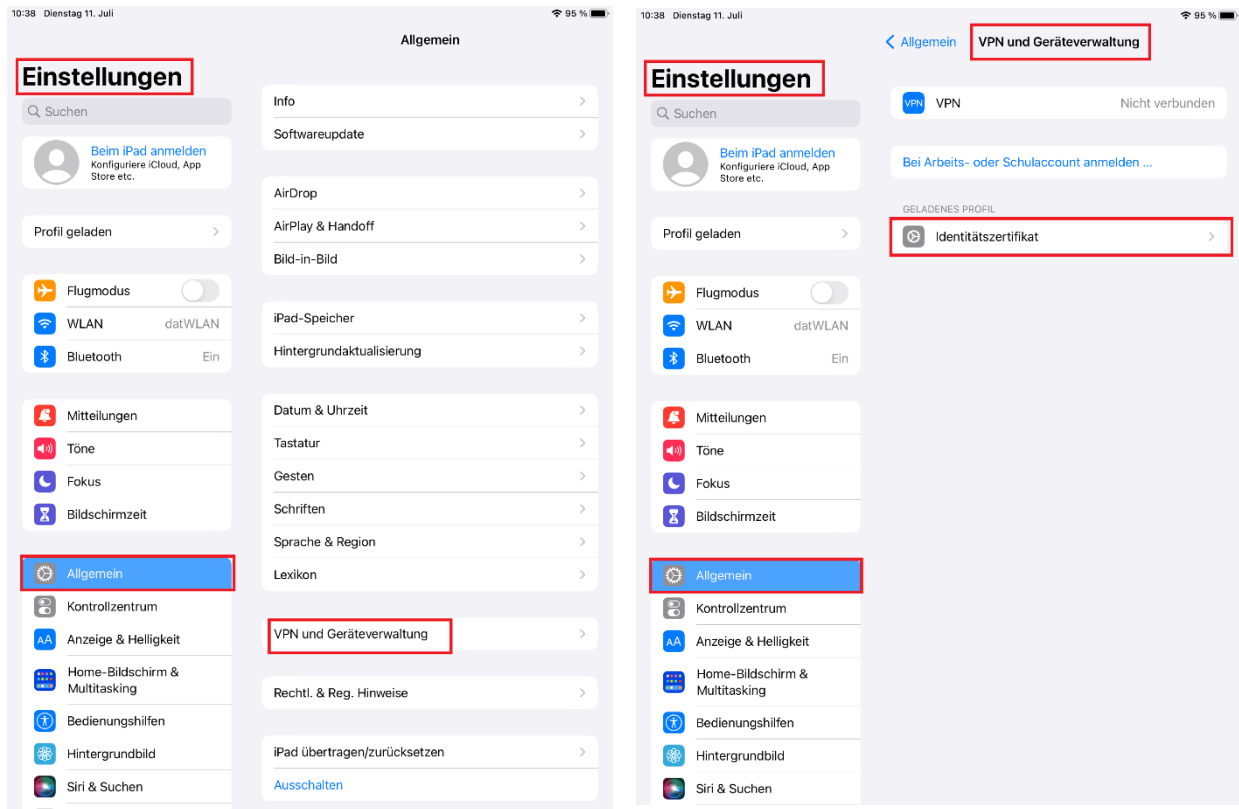 10:38 Dienstag 11. Juli
95 %
Einstellungen
Suchen
Beim iPad anmelden
Konfiguriere iCloud, App
Store etc.
Profil geladen
Flugmodus
WLAN datWLAN
Bluetooth Ein
Mitteilungen
Töne
Fokus
Bildschirmzeit
Allgemein
Kontrollzentrum
AA Anzeige & Helligkeit
Home-Bildschirm &
Multitasking
Bedienungshilfen
Hintergrundbild
Siri & Suchen
Allgemein
Info
Softwareupdate
AirDrop
AirPlay & Handoff
Bild-in-Bild
iPad-Speicher
Hintergrundaktualisierung
Datum & Uhrzeit
Tastatur
Gesten
Schriften
Sprache & Region
Lexikon
VPN und Geräteverwaltung
Rechtl. & Reg. Hinweise
iPad übertragen/zurücksetzen
Ausschalten
10:38 Dienstag 11. Juli
95 %
Einstellungen
Suchen
Beim iPad anmelden
Konfiguriere iCloud, App
Store etc.
Profil geladen
Flugmodus
WLAN datWLAN
Bluetooth Ein
Mitteilungen
Töne
Fokus
Bildschirmzeit
Allgemein
Kontrollzentrum
AA Anzeige & Helligkeit
Home-Bildschirm &
Multitasking
Bedienungshilfen
Hintergrundbild
Siri & Suchen
Allgemein VPN und Geräteverwaltung
VPN VPN Nicht verbunden
Bei Arbeits- oder Schulaccount anmelden ...
GELADENES PROFIL
Identitätszertifikat